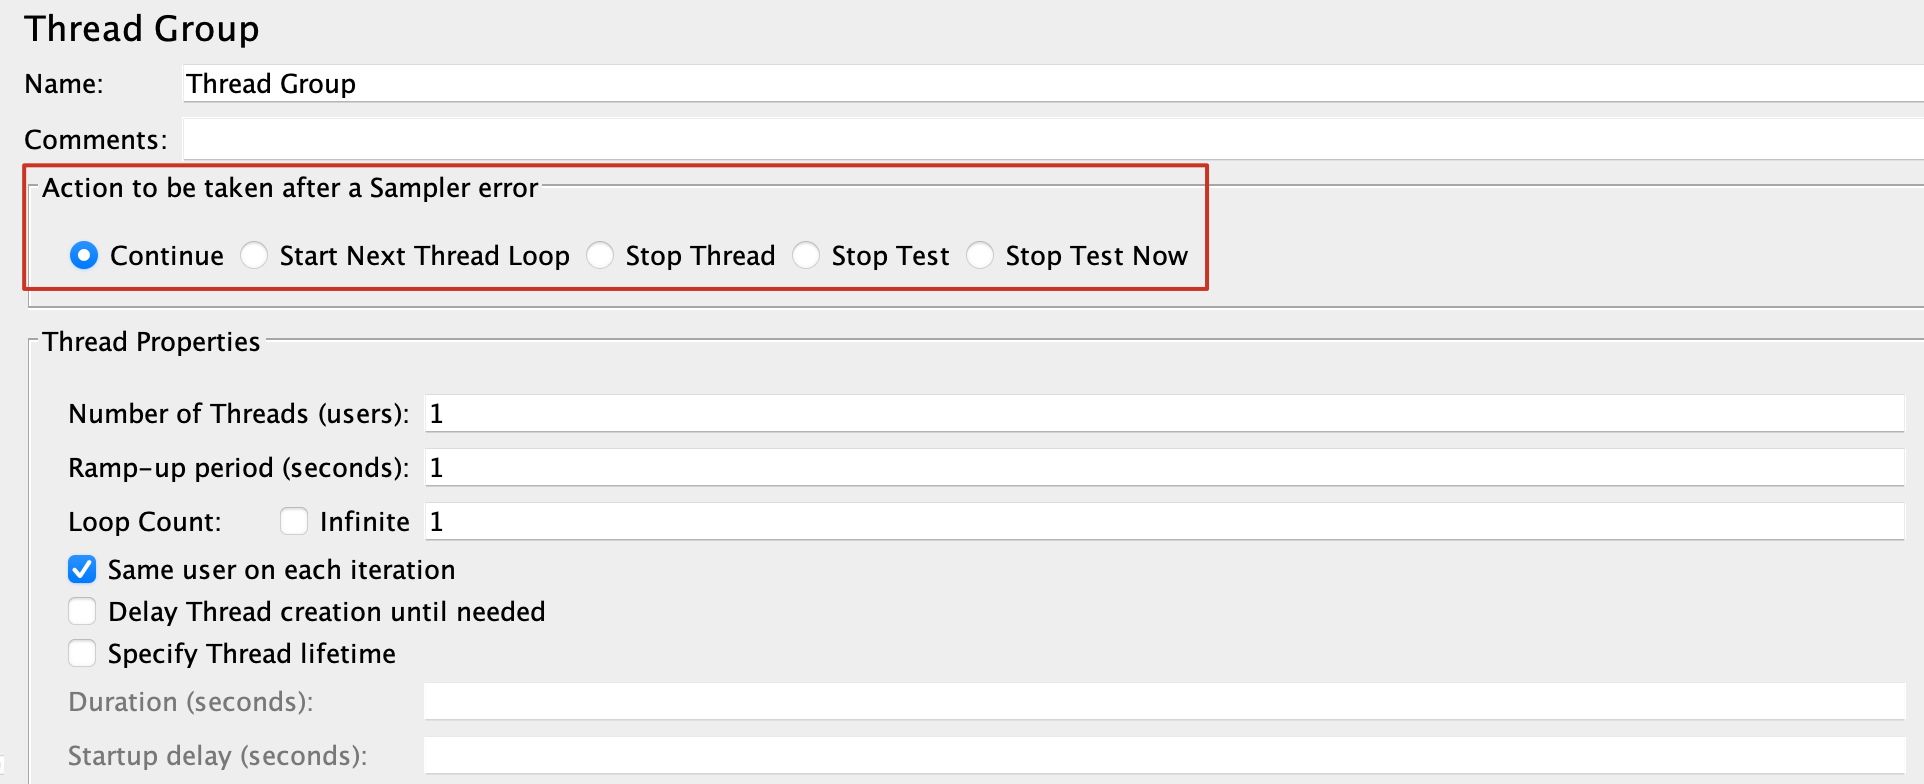 Thread Group
Name: Thread Group
Comments:
Action to be taken after a Sampler error
Continue Start Next Thread Loop Stop Thread Stop Test Stop Test Now
Thread Properties
Number of Threads (users): 1
Ramp-up period (seconds): 1
Loop Count: Infinite 1
Same user on each iteration
Delay Thread creation until needed
Specify Thread lifetime
Duration (seconds):
Startup delay (seconds):